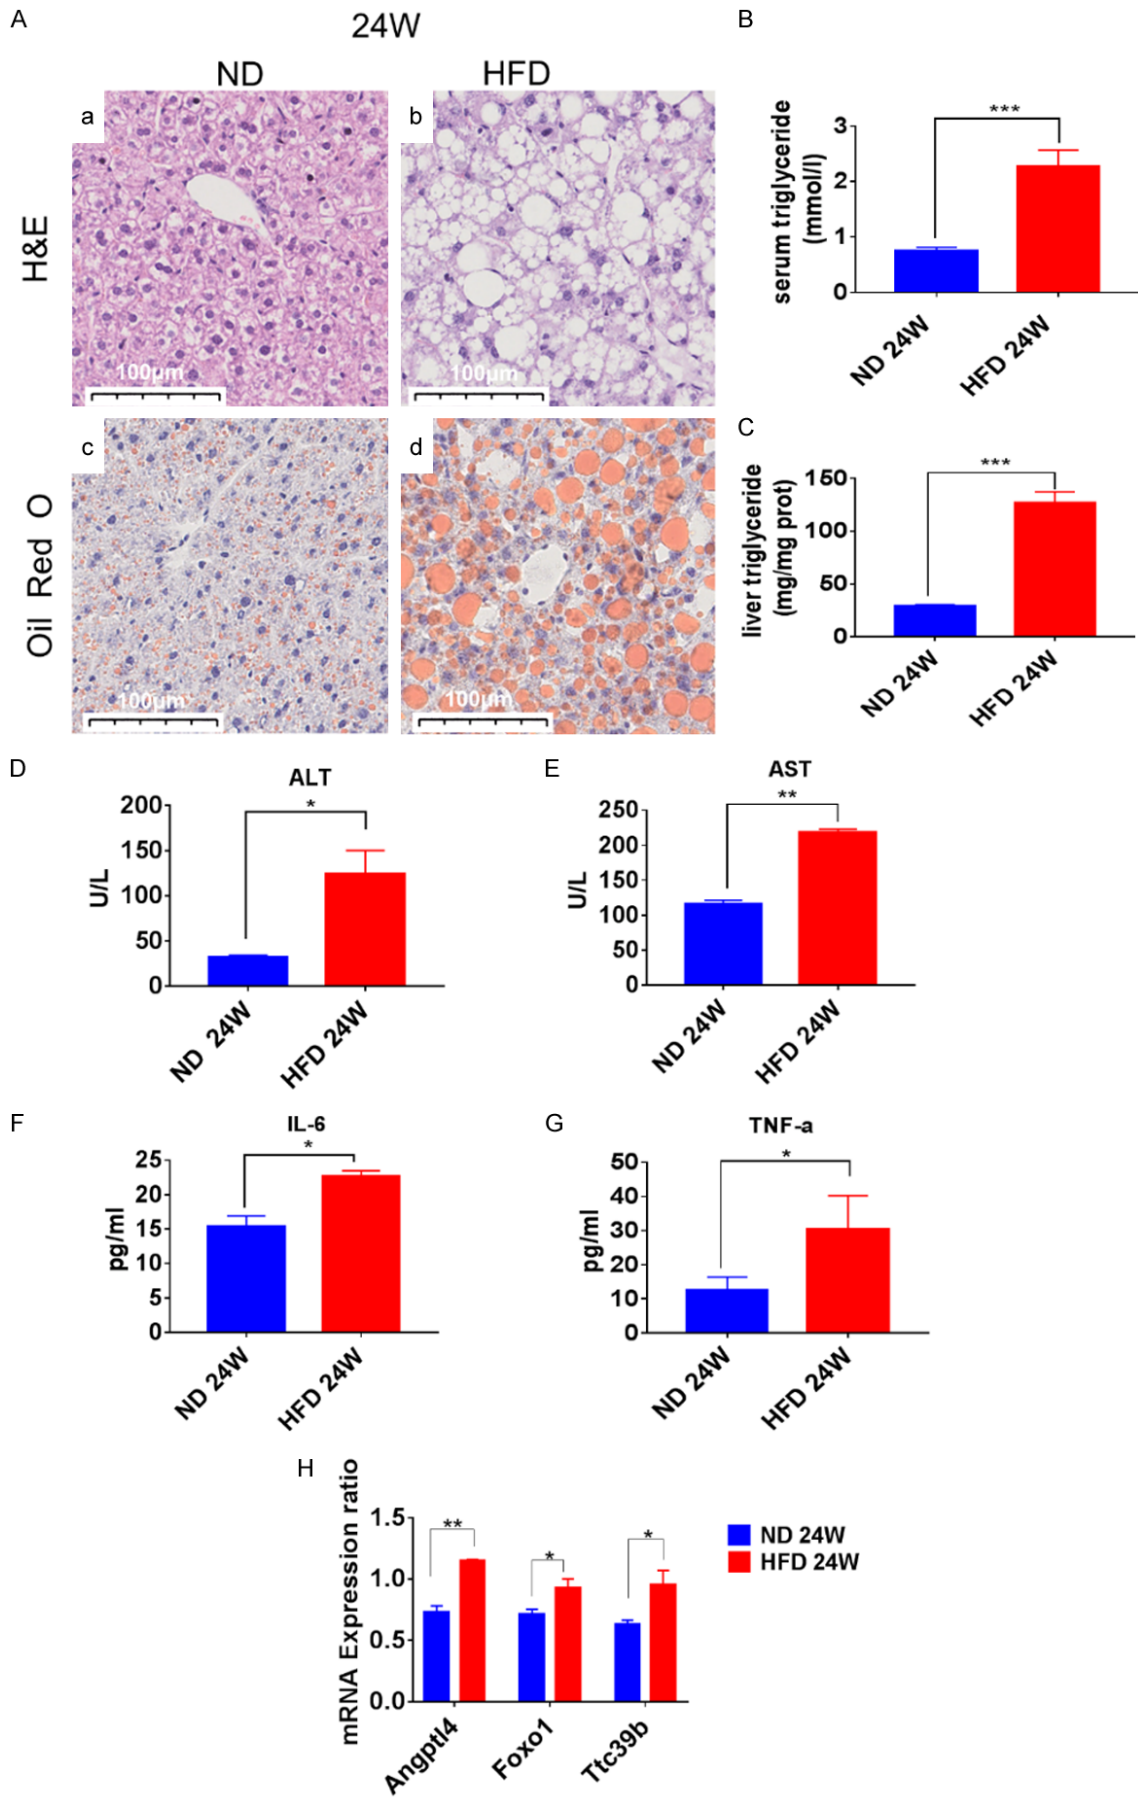 A
24W
ND
HFD
a
b
H&E
100μm
100μm
c
d
Oil Red O
100μm
100μm
B
serum triglyceride
(mmol/l)
3
2
1
0
***
ND 24W
HFD 24W
C
liver triglyceride
(mg/mg prot)
150
100
50
0
***
ND 24W
HFD 24W
D
ALT
U/L
200
150
100
50
0
*
ND 24W
HFD 24W
E
AST
U/L
250
200
150
100
50
0
**
ND 24W
HFD 24W
F
IL-6
pg/ml
25
20
15
10
5
0
*
ND 24W
HFD 24W
G
TNF-a
pg/ml
50
40
30
20
10
0
*
ND 24W
HFD 24W
H
mRNA Expression ratio
1.5
1.0
0.5
0.0
**
*
*
Angptl4
Foxo1
Ttc39b
ND 24W
HFD 24W